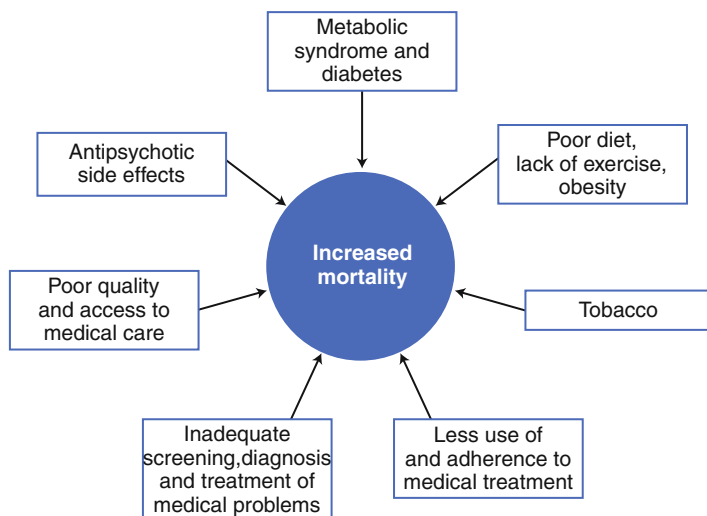 Metabolic
syndrome and
diabetes
Antipsychotic
side effects
Poor diet,
lack of exercise,
obesity
Increased
mortality
Poor quality
and access to
medical care
Tobacco
Inadequate
screening,diagnosis
and treatment of
medical problems
Less use of
and adherence to
medical treatment